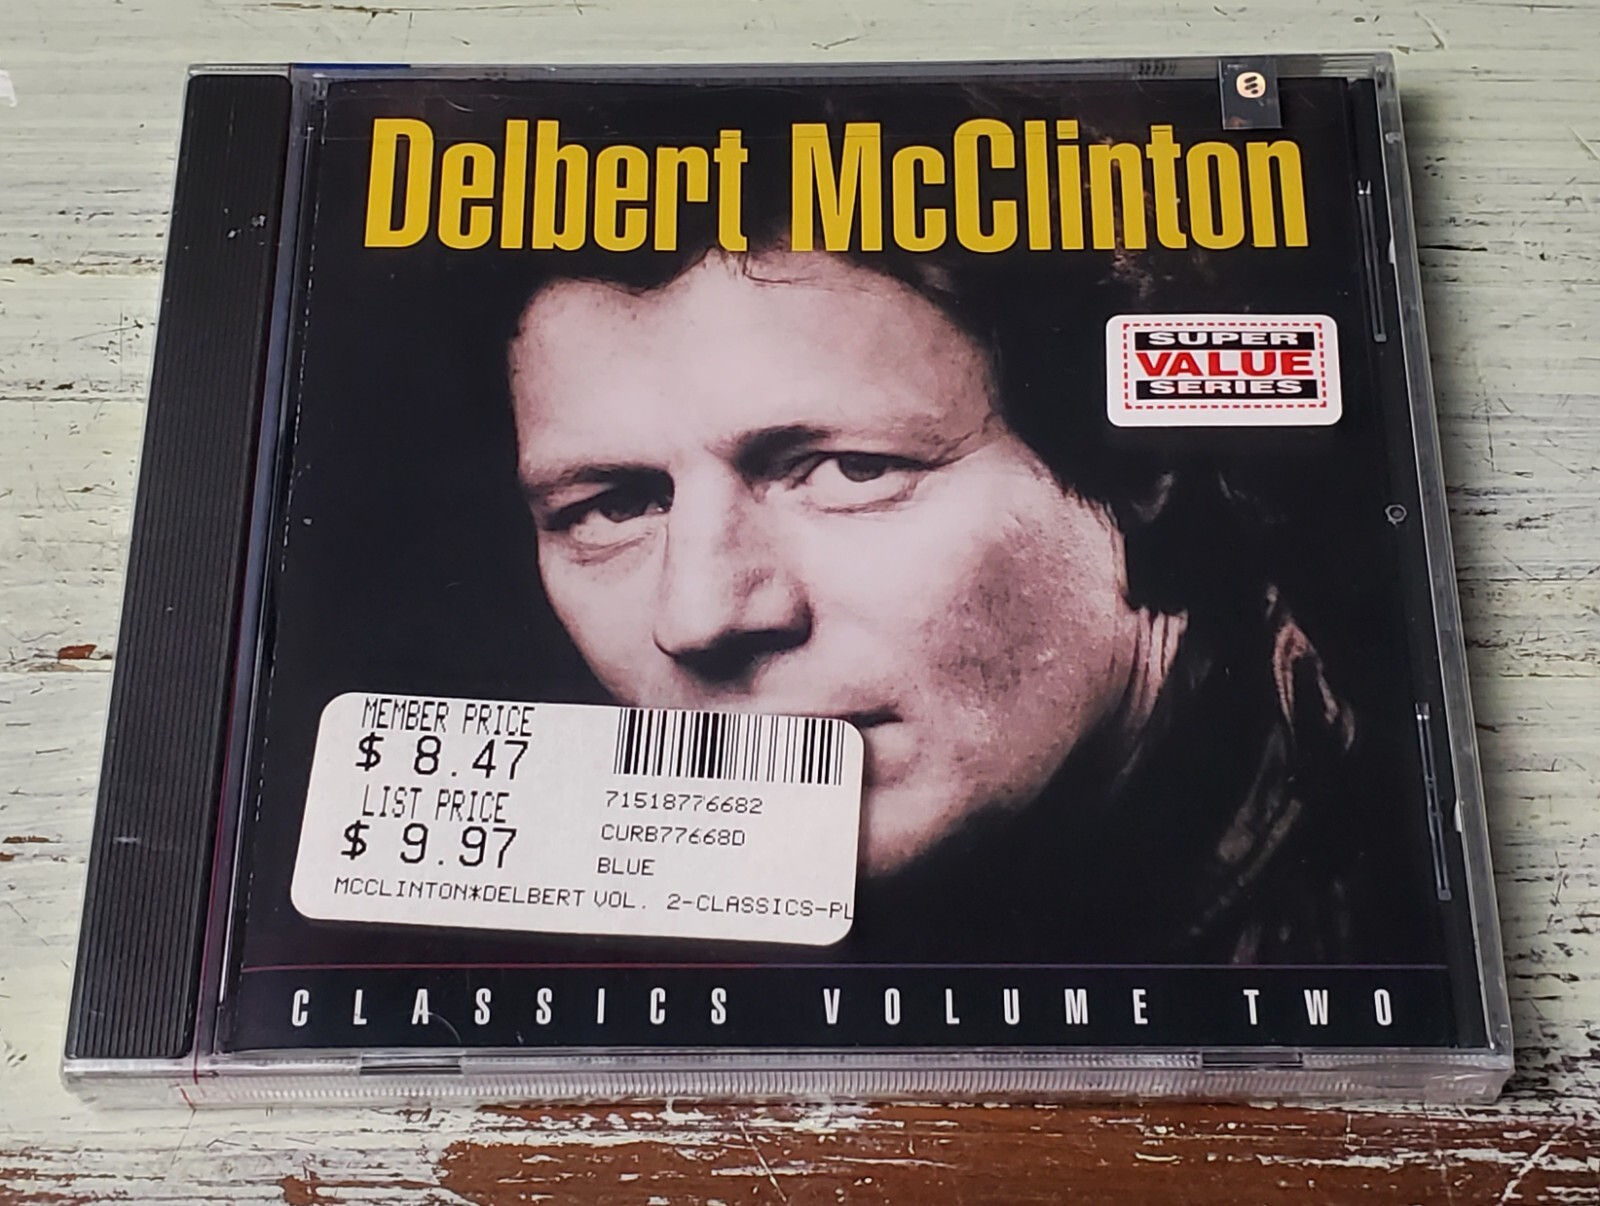 Delbert McClinton
SUPER
VALUE
SERIES
MEMBER PRICE
$ 8.47
LIST PRICE
$ 9.97
71518776682
CURB77668D
BLUE
MCCLINTON*DELBERT VOL. 2-CLASSICS-PL
CLASSICS VOLUME TWO